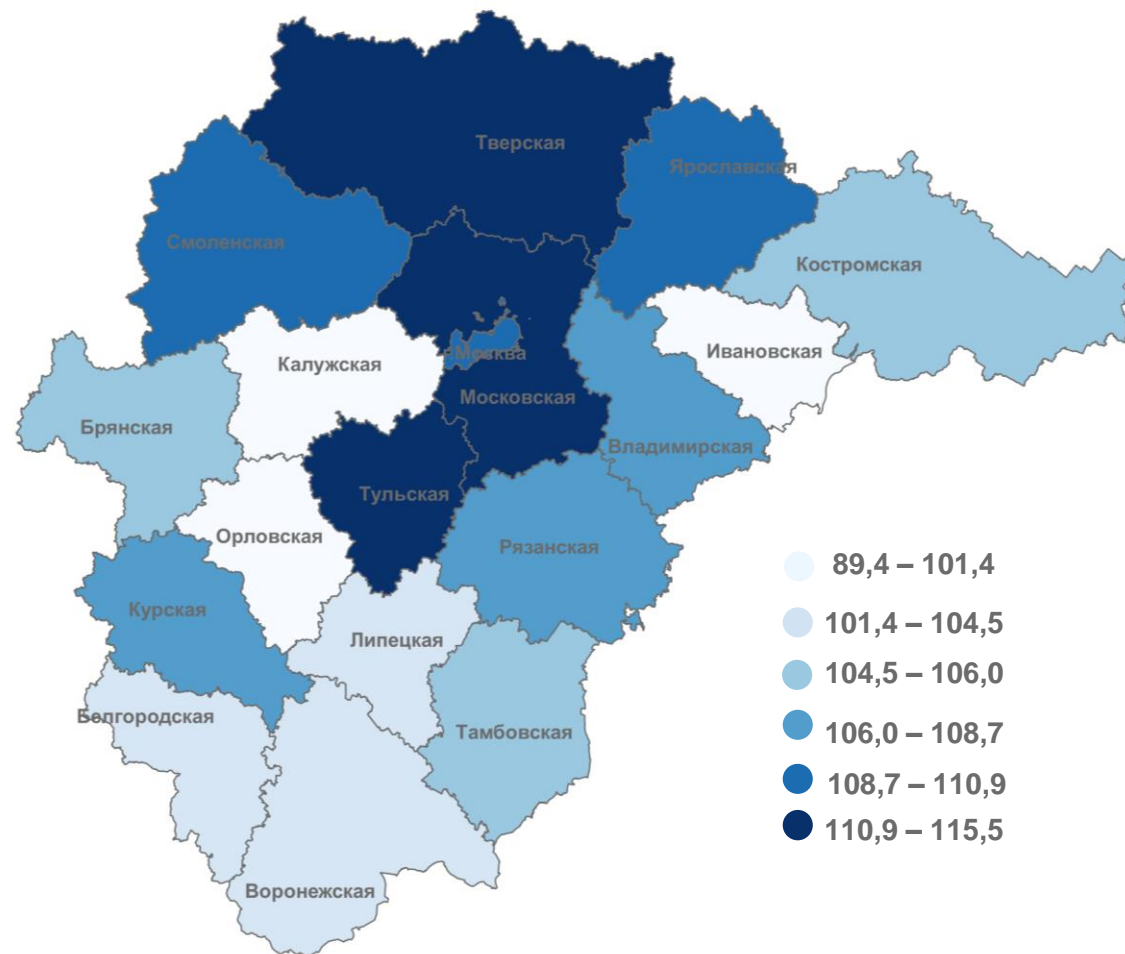 Тверская
Ярославская
Смоленская
Костромская
г.Москва
Ивановская
Калужская
Московская
Брянская
Владимирская
Тульская
Орловская
Рязанская
Курская
Липецкая
Белгородская
Тамбовская
Воронежская
89,4 – 101,4
101,4 – 104,5
104,5 – 106,0
106,0 – 108,7
108,7 – 110,9
110,9 – 115,5